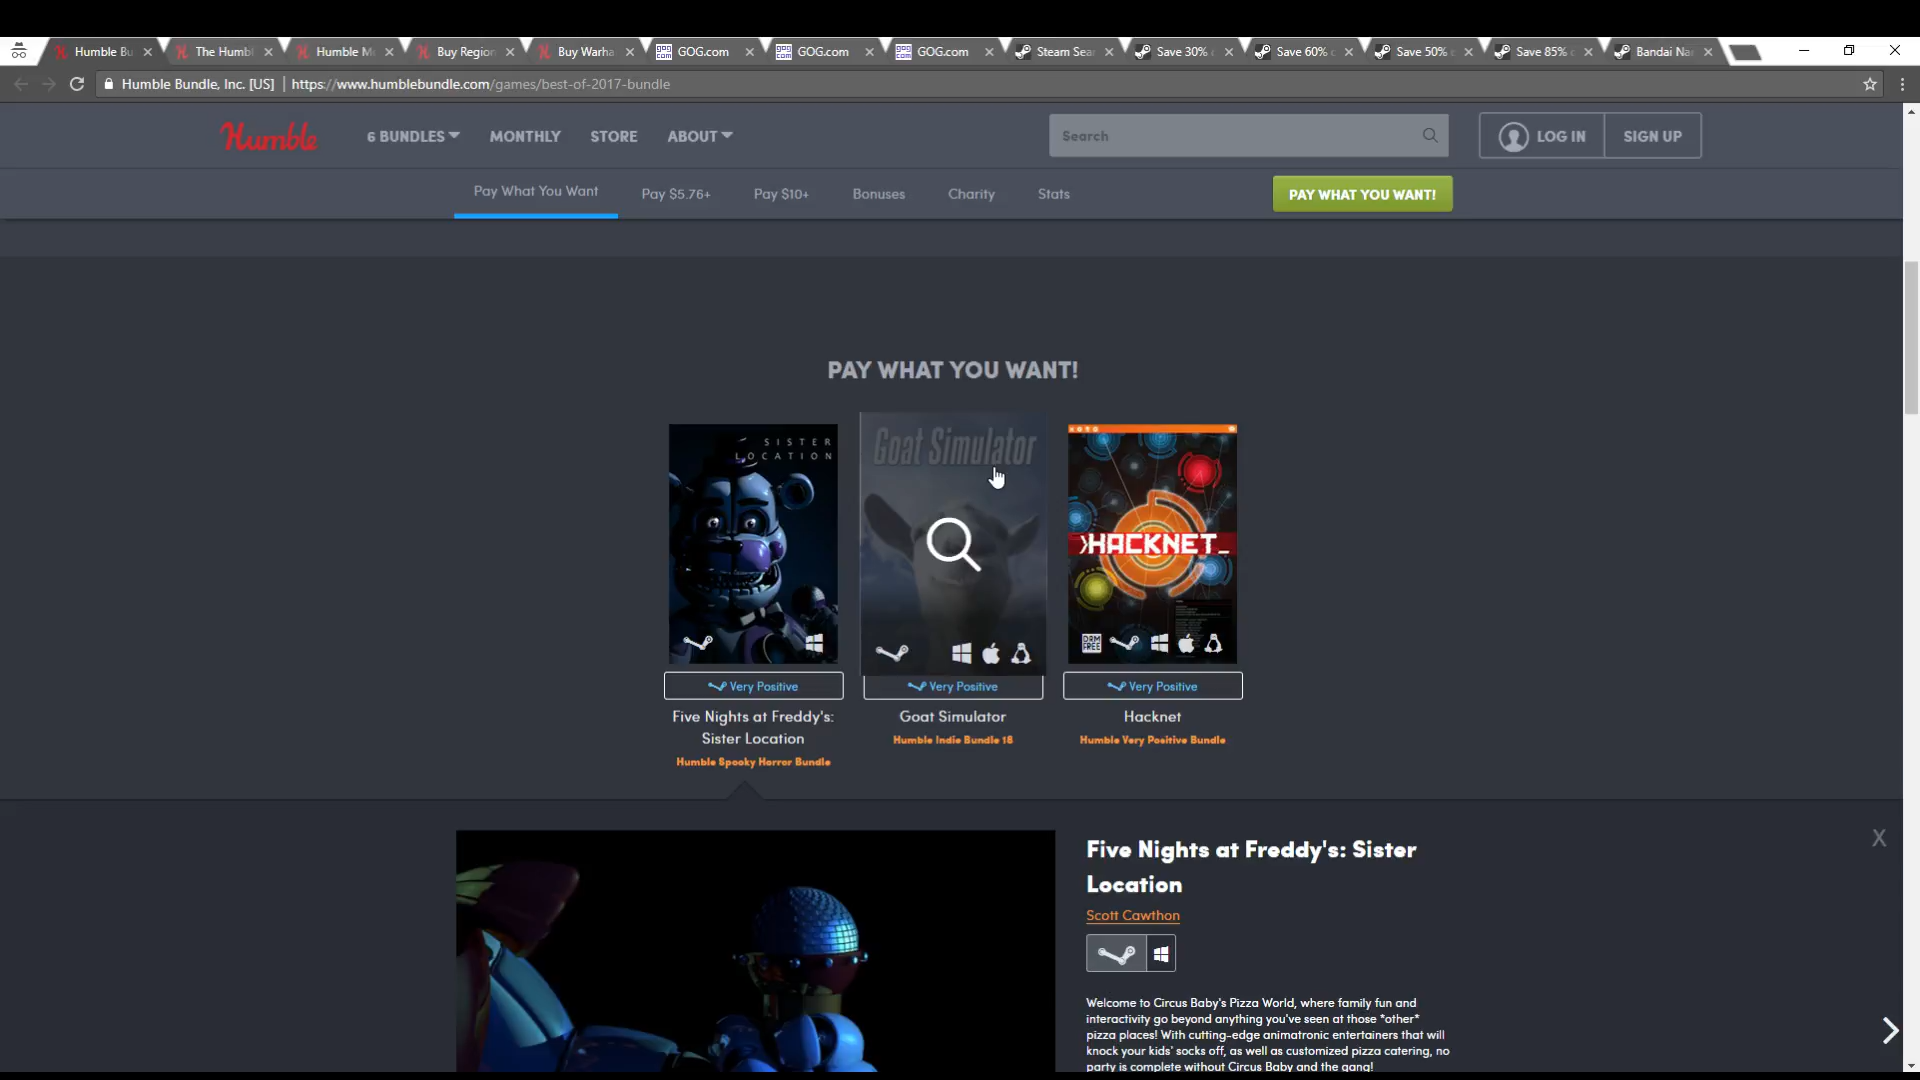 Humble Bu
The Humbl
Humble M
Buy Region
Buy Warha
GOG.com
GOG.com
GOG.com
Steam Sea
Save 30%
Save 60%
Save 50%
Save 85%
Bandai Na
Humble Bundle, Inc. [US] | https://www.humblebundle.com/games/best-of-2017-bundle
Humble
6 BUNDLES
MONTHLY
STORE
ABOUT
Search
LOG IN
SIGN UP
Pay What You Want
Pay $5.76+
Pay $10+
Bonuses
Charity
Stats
PAY WHAT YOU WANT!
PAY WHAT YOU WANT!
SISTER
LOCATION
Goat Simulator
HACKNET_
DRM
FREE
Very Positive
Very Positive
Very Positive
Five Nights at Freddy's:
Sister Location
Humble Spooky Horror Bundle
Goat Simulator
Humble Indie Bundle 18
Hacknet
Humble Very Positive Bundle
Five Nights at Freddy's: Sister
Location
Scott Cawthon
X
Welcome to Circus Baby's Pizza World, where family fun and
interactivity go beyond anything you've seen at those *other*
pizza places! With cutting-edge animatronic entertainers that will
knock your kids' socks off, as well as customized pizza catering, no
party is complete without Circus Baby and the gang!